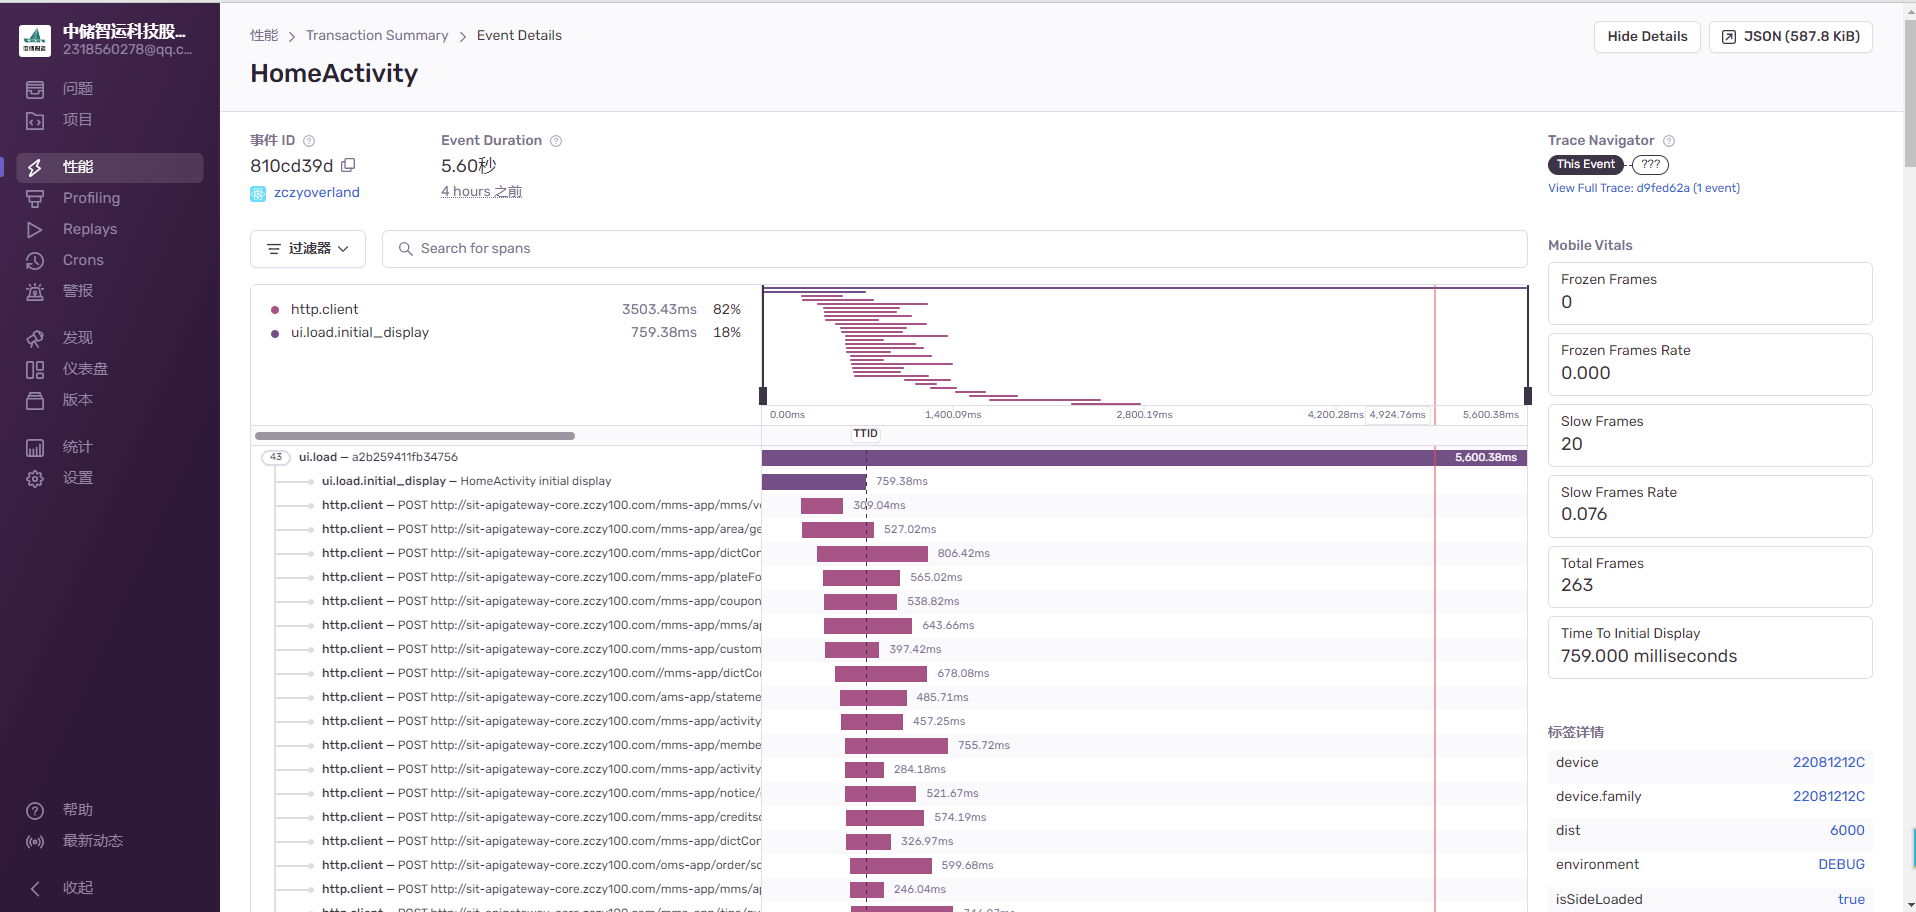 中储智运科技股...
2318560278@qq.c...
问题
项目
性能
Profiling
Replays
Crons
警报
发现
仪表盘
版本
统计
设置
帮助
最新动态
收起
性能 > Transaction Summary > Event Details
HomeActivity
Hide Details
JSON (587.8 KiB)
事件 ID
810cd39d
zczyoverland
Event Duration
5.60秒
4 hours 之前
Trace Navigator
This Event
???
View Full Trace: d9fed62a (1 event)
过滤器
Search for spans
http.client 3503.43ms 82%
ui.load.initial_display 759.38ms 18%
0.00ms 1,400.09ms 2,800.19ms 4,200.28ms 4,924.76ms 5,600.38ms
TTID
43 ui.load – a2b259411fb34756 5,600.38ms
ui.load.initial_display – HomeActivity initial display 759.38ms
http.client – POST http://sit-apigateway-core.zczy100.com/mms-app/mms/ve 309.04ms
http.client – POST http://sit-apigateway-core.zczy100.com/mms-app/area/ge 527.02ms
http.client – POST http://sit-apigateway-core.zczy100.com/mms-app/dictCon 806.42ms
http.client – POST http://sit-apigateway-core.zczy100.com/mms-app/plateFo 565.02ms
http.client – POST http://sit-apigateway-core.zczy100.com/mms-app/coupon 538.82ms
http.client – POST http://sit-apigateway-core.zczy100.com/mms-app/mms/ap 643.66ms
http.client – POST http://sit-apigateway-core.zczy100.com/mms-app/custom 397.42ms
http.client – POST http://sit-apigateway-core.zczy100.com//mms-app/dictCo 678.08ms
http.client – POST http://sit-apigateway-core.zczy100.com/ams-app/stateme 485.71ms
http.client – POST http://sit-apigateway-core.zczy100.com/mms-app/activity 457.25ms
http.client – POST http://sit-apigateway-core.zczy100.com/mms-app/membe 755.72ms
http.client – POST http://sit-apigateway-core.zczy100.com/mms-app/activity 284.18ms
http.client – POST http://sit-apigateway-core.zczy100.com/mms-app/notice/ 521.67ms
http.client – POST http://sit-apigateway-core.zczy100.com/mms-app/creditsc 574.19ms
http.client – POST http://sit-apigateway-core.zczy100.com/mms-app/dictCon 326.97ms
http.client – POST http://sit-apigateway-core.zczy100.com/oms-app/order/sc 599.68ms
http.client – POST http://sit-apigateway-core.zczy100.com/mms-app/mms/ap 246.04ms
Mobile Vitals
Frozen Frames
0
Frozen Frames Rate
0.000
Slow Frames
20
Slow Frames Rate
0.076
Total Frames
263
Time To Initial Display
759.000 milliseconds
标签详情
device 22081212C
device.family 22081212C
dist 6000
environment DEBUG
isSideLoaded true